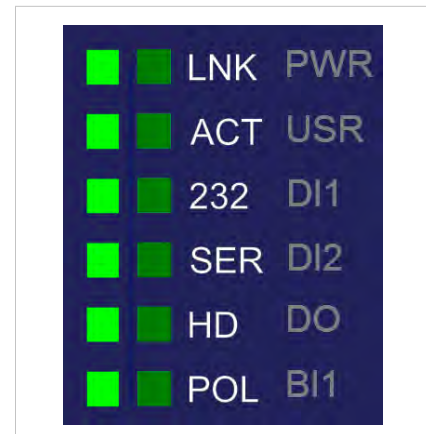 LNK PWR
ACT USR
232 DI1
SER DI2
HD DO
POL BI1